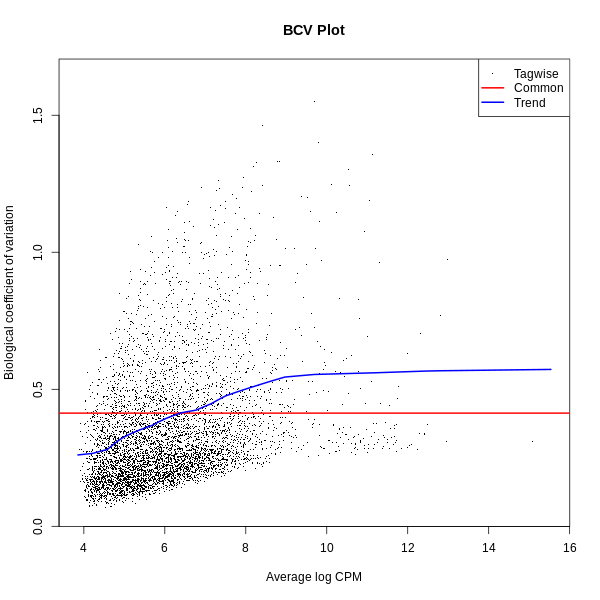 BCV Plot
Tagwise
Common
Trend
Biological coefficient of variation
1.5
1.0
0.5
0.0
4 6 8 10 12 14 16
Average log CPM